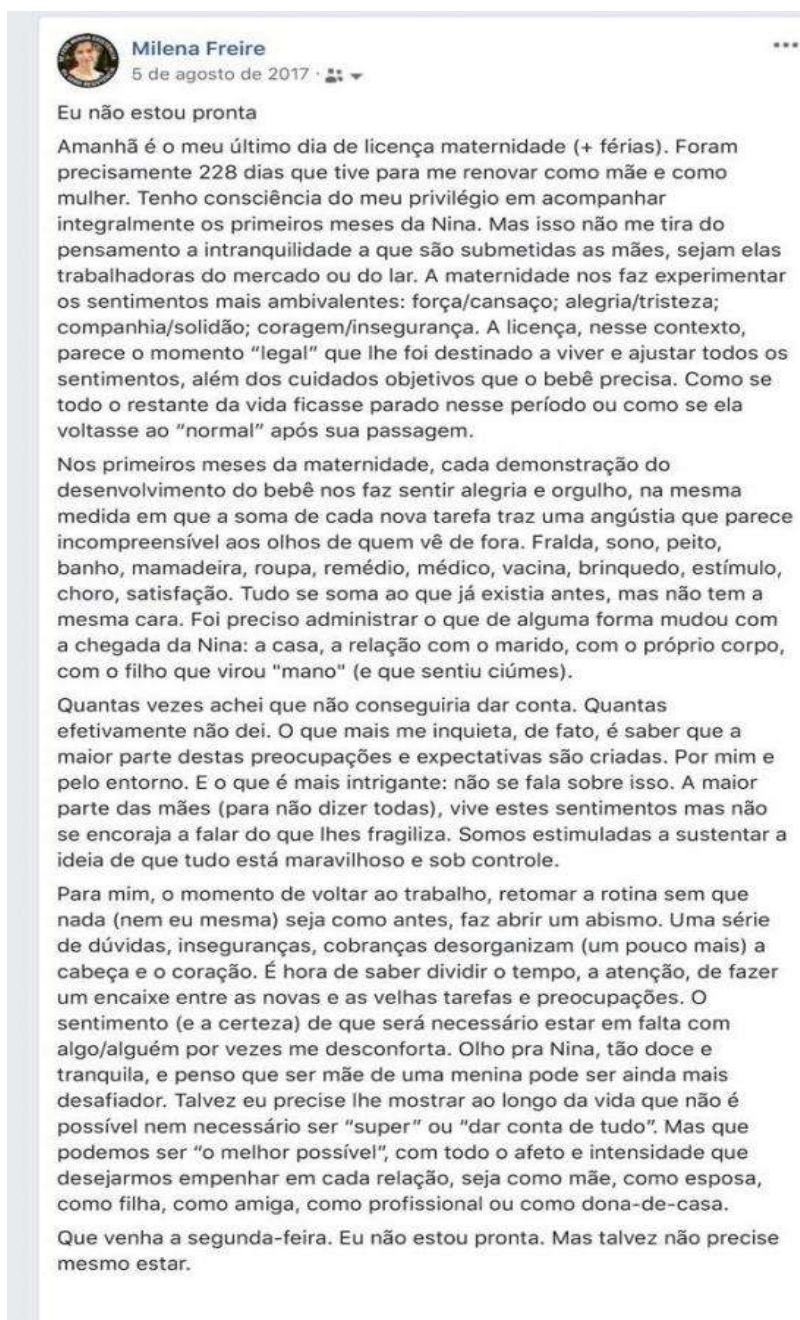 Milena Freire
5 de agosto de 2017 ·
Eu não estou pronta
Amanhã é o meu último dia de licença maternidade (+ férias). Foram
precisamente 228 dias que tive para me renovar como mãe e como
mulher. Tenho consciência do meu privilégio em acompanhar
integralmente os primeiros meses da Nina. Mas isso não me tira do
pensamento a intranquilidade a que são submetidas as mães, sejam elas
trabalhadoras do mercado ou do lar. A maternidade nos faz experimentar
os sentimentos mais ambivalentes: força/cansaço; alegria/tristeza;
companhia/solidão; coragem/insegurança. A licença, nesse contexto,
parece o momento “legal” que lhe foi destinado a viver e ajustar todos os
sentimentos, além dos cuidados objetivos que o bebê precisa. Como se
todo o restante da vida ficasse parado nesse período ou como se ela
voltasse ao “normal” após sua passagem.
Nos primeiros meses da maternidade, cada demonstração do
desenvolvimento do bebê nos faz sentir alegria e orgulho, na mesma
medida em que a soma de cada nova tarefa traz uma angústia que parece
incompreensível aos olhos de quem vê de fora. Fralda, sono, peito,
banho, mamadeira, roupa, remédio, médico, vacina, brinquedo, estímulo,
choro, satisfação. Tudo se soma ao que já existia antes, mas não tem a
mesma cara. Foi preciso administrar o que de alguma forma mudou com
a chegada da Nina: a casa, a relação com o marido, com o próprio corpo,
com o filho que virou "mano" (e que sentiu ciúmes).
Quantas vezes achei que não conseguiria dar conta. Quantas
efetivamente não dei. O que mais me inquieta, de fato, é saber que a
maior parte destas preocupações e expectativas são criadas. Por mim e
pelo entorno. E o que é mais intrigante: não se fala sobre isso. A maior
parte das mães (para não dizer todas), vive estes sentimentos mas não
se encoraja a falar do que lhes fragiliza. Somos estimuladas a sustentar a
ideia de que tudo está maravilhoso e sob controle.
Para mim, o momento de voltar ao trabalho, retomar a rotina sem que
nada (nem eu mesma) seja como antes, faz abrir um abismo. Uma série
de dúvidas, inseguranças, cobranças desorganizam (um pouco mais) a
cabeça e o coração. É hora de saber dividir o tempo, a atenção, de fazer
um encaixe entre as novas e as velhas tarefas e preocupações. O
sentimento (e a certeza) de que será necessário estar em falta com
algo/alguém por vezes me desconforta. Olho pra Nina, tão doce e
tranquila, e penso que ser mãe de uma menina pode ser ainda mais
desafiador. Talvez eu precise lhe mostrar ao longo da vida que não é
possível nem necessário ser “super” ou “dar conta de tudo”. Mas que
podemos ser “o melhor possível”, com todo o afeto e intensidade que
desejarmos empenhar em cada relação, seja como mãe, como esposa,
como filha, como amiga, como profissional ou como dona-de-casa.
Que venha a segunda-feira. Eu não estou pronta. Mas talvez não precise
mesmo estar.